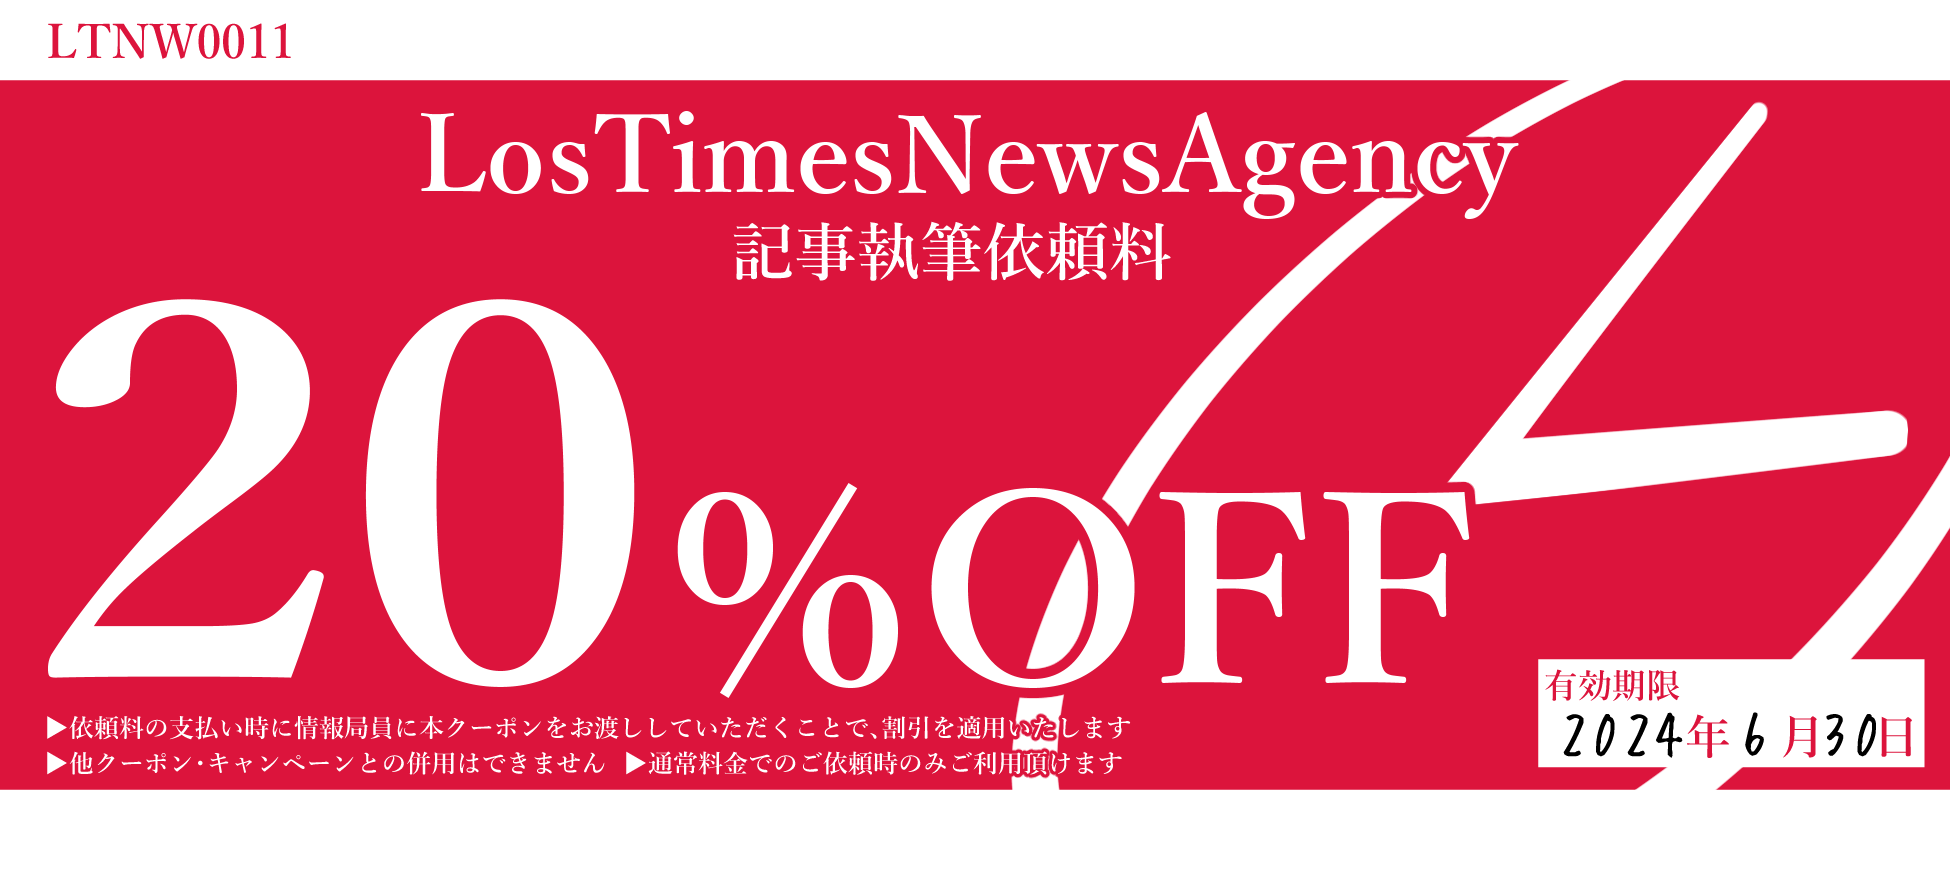 LTNW0011
LosTimesNewsAgency
記事執筆依頼料
20%OFF
▶依頼料の支払い時に情報局員に本クーポンをお渡ししていただくことで、割引を適用いたします
▶他クーポン・キャンペーンとの併用はできません ▶通常料金でのご依頼時のみご利用頂けます
有効期限
2024年6月30日